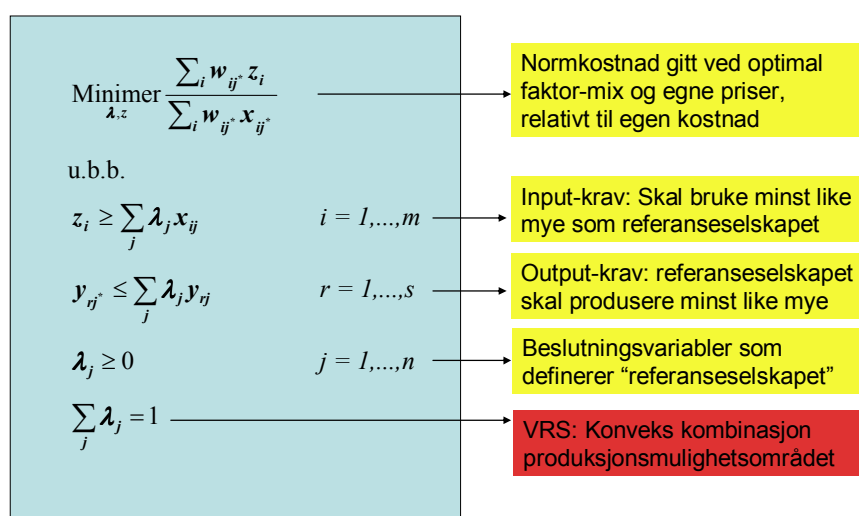 Minimer λ,z ∑ᵢ wᵢⱼ* zᵢ / ∑ᵢ wᵢⱼ* xᵢⱼ*
Normkostnad gitt ved optimal
faktor-mix og egne priser,
relativt til egen kostnad
u.b.b.
zᵢ ≥ ∑ⱼ λⱼ xᵢⱼ i = 1,...,m
Input-krav: Skal bruke minst like
mye som referanseselskapet
yᵣⱼ* ≤ ∑ⱼ λⱼ yᵣⱼ r = 1,...,s
Output-krav: referanseselskapet
skal produsere minst like mye
λⱼ ≥ 0 j = 1,...,n
Beslutningsvariabler som
definerer “referanseselskapet”
∑ⱼ λⱼ = 1
VRS: Konveks kombinasjon
produksjonsmulighetsområdet